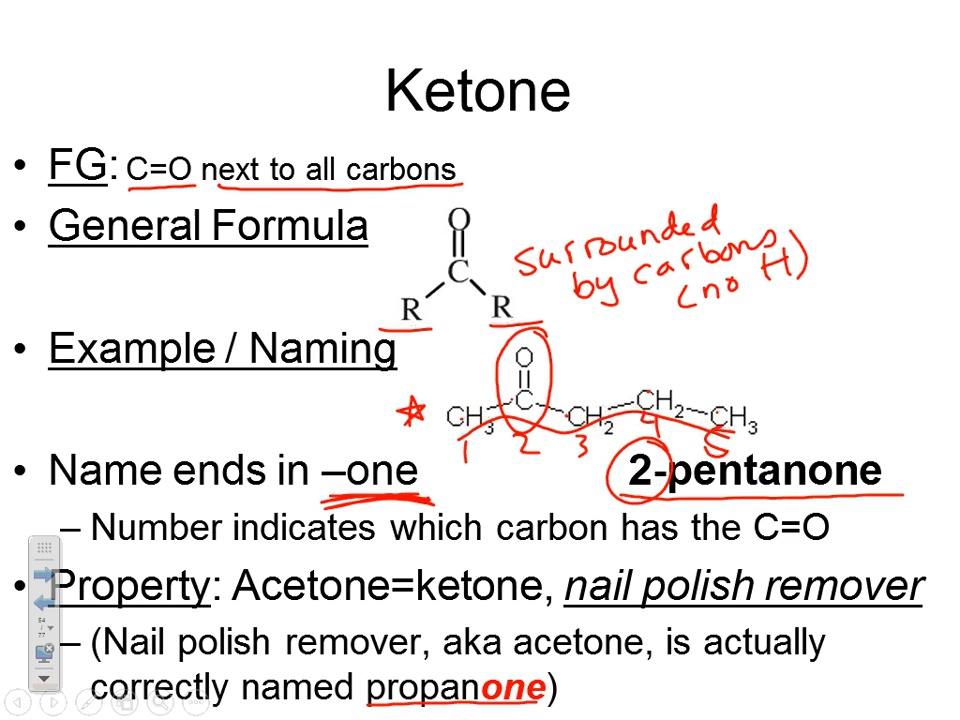 Ketone
• FG: C=O next to all carbons
• General Formula
O
C
R R
surrounded
by carbons
(no H)
• Example / Naming
O
CH3 C CH2 CH2 CH3
1 2 3 4 5
• Name ends in –one 2-pentanone
– Number indicates which carbon has the C=O
• Property: Acetone=ketone, nail polish remover
– (Nail polish remover, aka acetone, is actually
correctly named propanone)
54
/
77